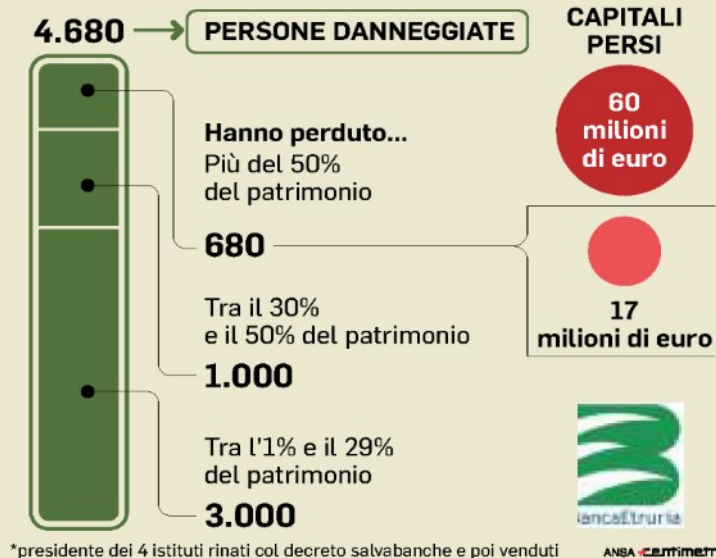 4.680
PERSONE DANNEGGIATE
CAPITALI
PERSI
60
milioni
di euro
Hanno perduto...
Più del 50%
del patrimonio
680
17
milioni di euro
Tra il 30%
e il 50% del patrimonio
1.000
Tra l'1% e il 29%
del patrimonio
3.000
BancaEtruria
*presidente dei 4 istituti rinati col decreto salvabanche e poi venduti
ANSA centimetri